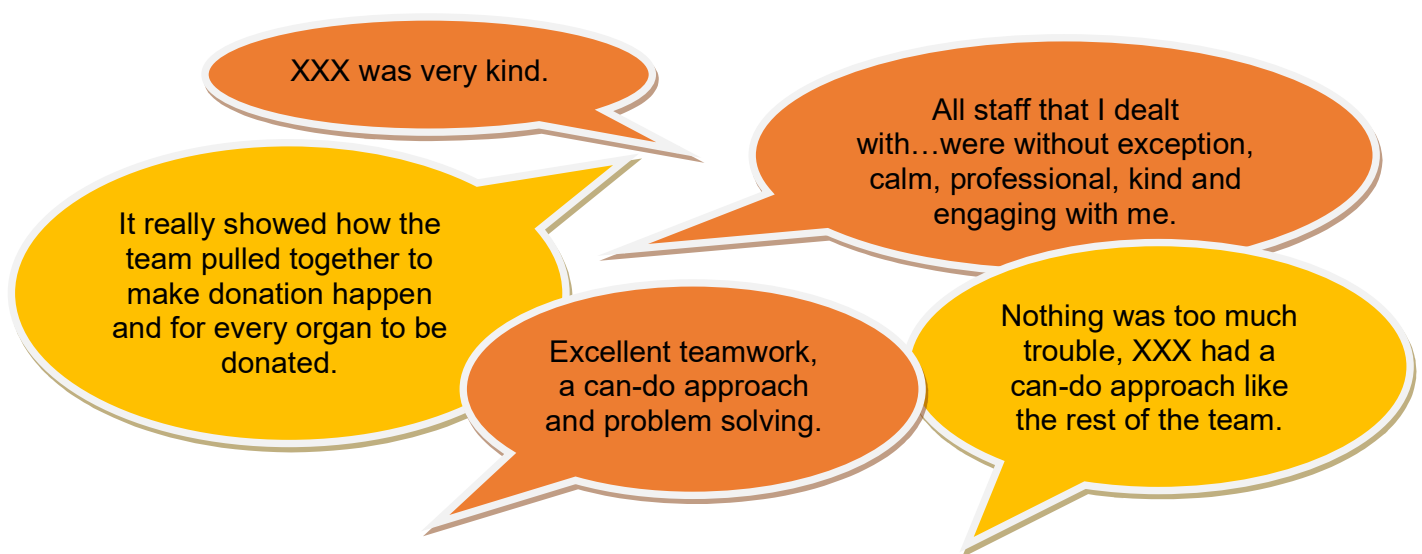 XXX was very kind.
All staff that I dealt
with…were without exception,
calm, professional, kind and
engaging with me.
It really showed how the
team pulled together to
make donation happen
and for every organ to be
donated.
Excellent teamwork,
a can-do approach
and problem solving.
Nothing was too much
trouble, XXX had a
can-do approach like
the rest of the team.